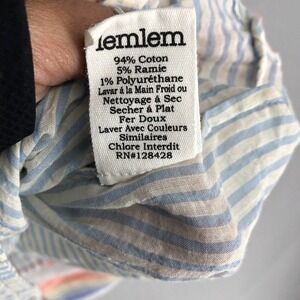 lemlem
94% Coton
5% Ramie
1% Polyuréthane
Lavar á la Main Froid ou
Nettoyage á Sec
Secher á Plat
Fer Doux
Laver Avec Couleurs
Similaires
Chlore Interdit
RN#128428